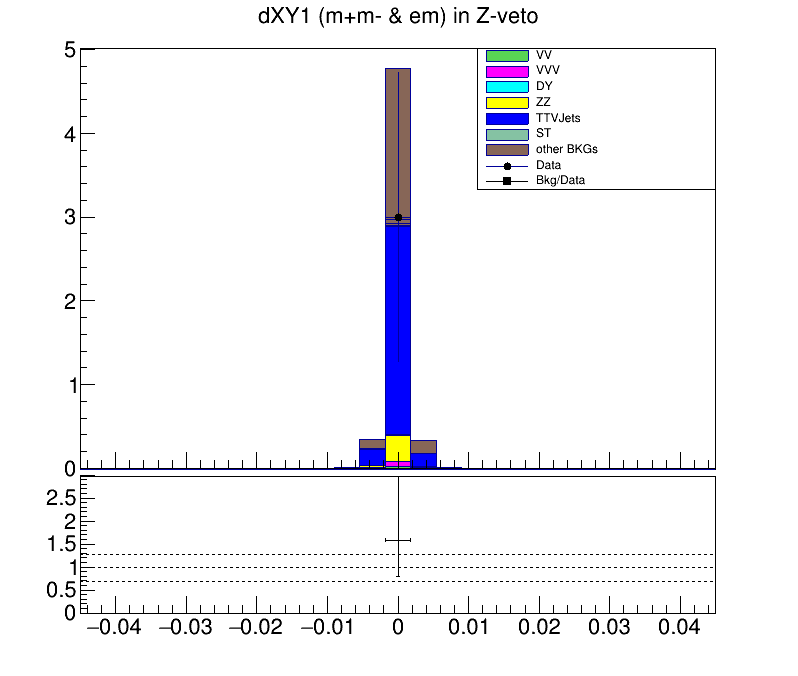 dXY1 (m+m- & em) in Z-veto
5
4
3
2
1
0
VV
VVV
DY
ZZ
TTVJets
ST
other BKGs
Data
Bkg/Data
2.5
2
1.5
1
0.5
0
−0.04 −0.03 −0.02 −0.01 0 0.01 0.02 0.03 0.04